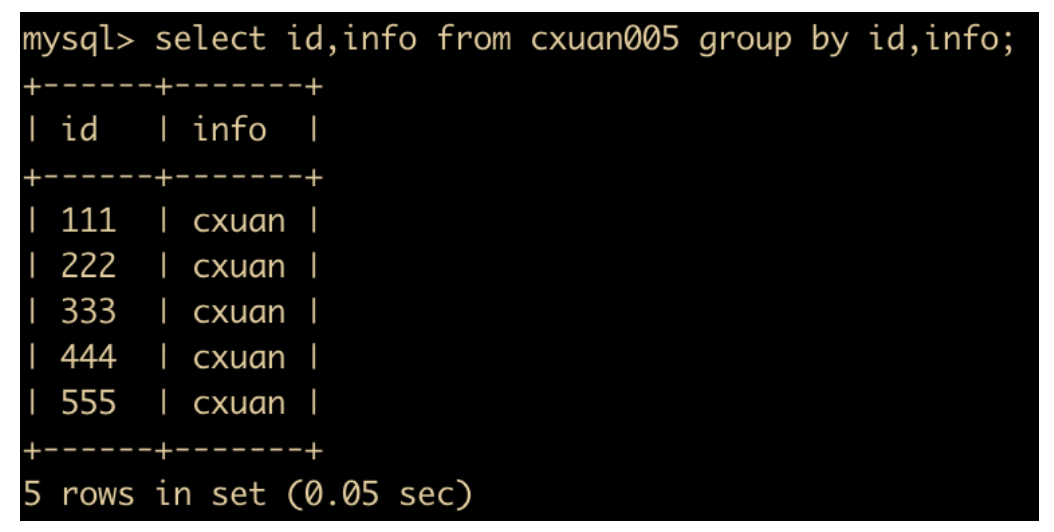 mysql> select id,info from cxuan005 group by id,info;
+------+-------+
| id   | info  |
+------+-------+
| 111  | cxuan |
| 222  | cxuan |
| 333  | cxuan |
| 444  | cxuan |
| 555  | cxuan |
+------+-------+
5 rows in set (0.05 sec)